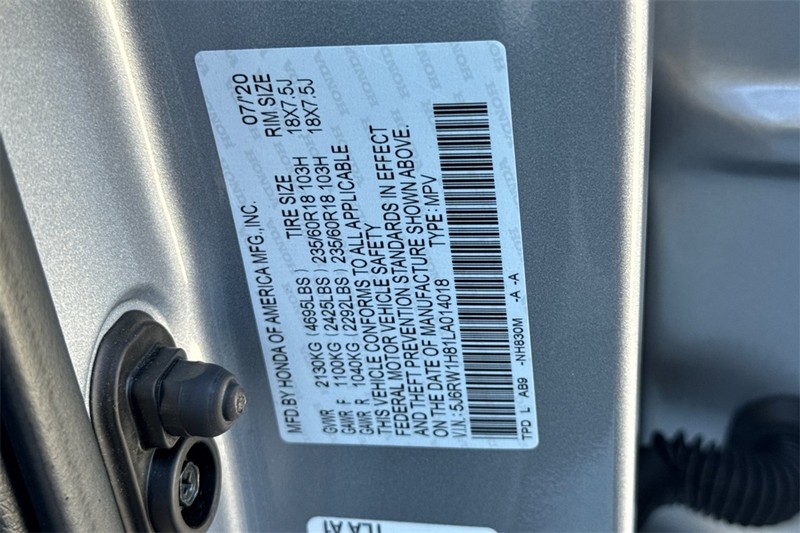 MFD.BY HONDA OF AMERICA MFG.,INC. 07/'20
TIRE SIZE RIM SIZE
GVWR 2130KG (4695LBS)
GAWR F 1100KG (2425LBS) 235/60R18 103H 18X7.5J
GAWR R 1040KG (2292LBS) 235/60R18 103H 18X7.5J
THIS VEHICLE CONFORMS TO ALL APPLICABLE
FEDERAL MOTOR VEHICLE SAFETY
AND THEFT PREVENTION STANDARDS IN EFFECT
ON THE DATE OF MANUFACTURE SHOWN ABOVE.
V.I.N.:5J6RW1H81LA014018 TYPE:MPV
TPD L AB9 -NH830M -A -A